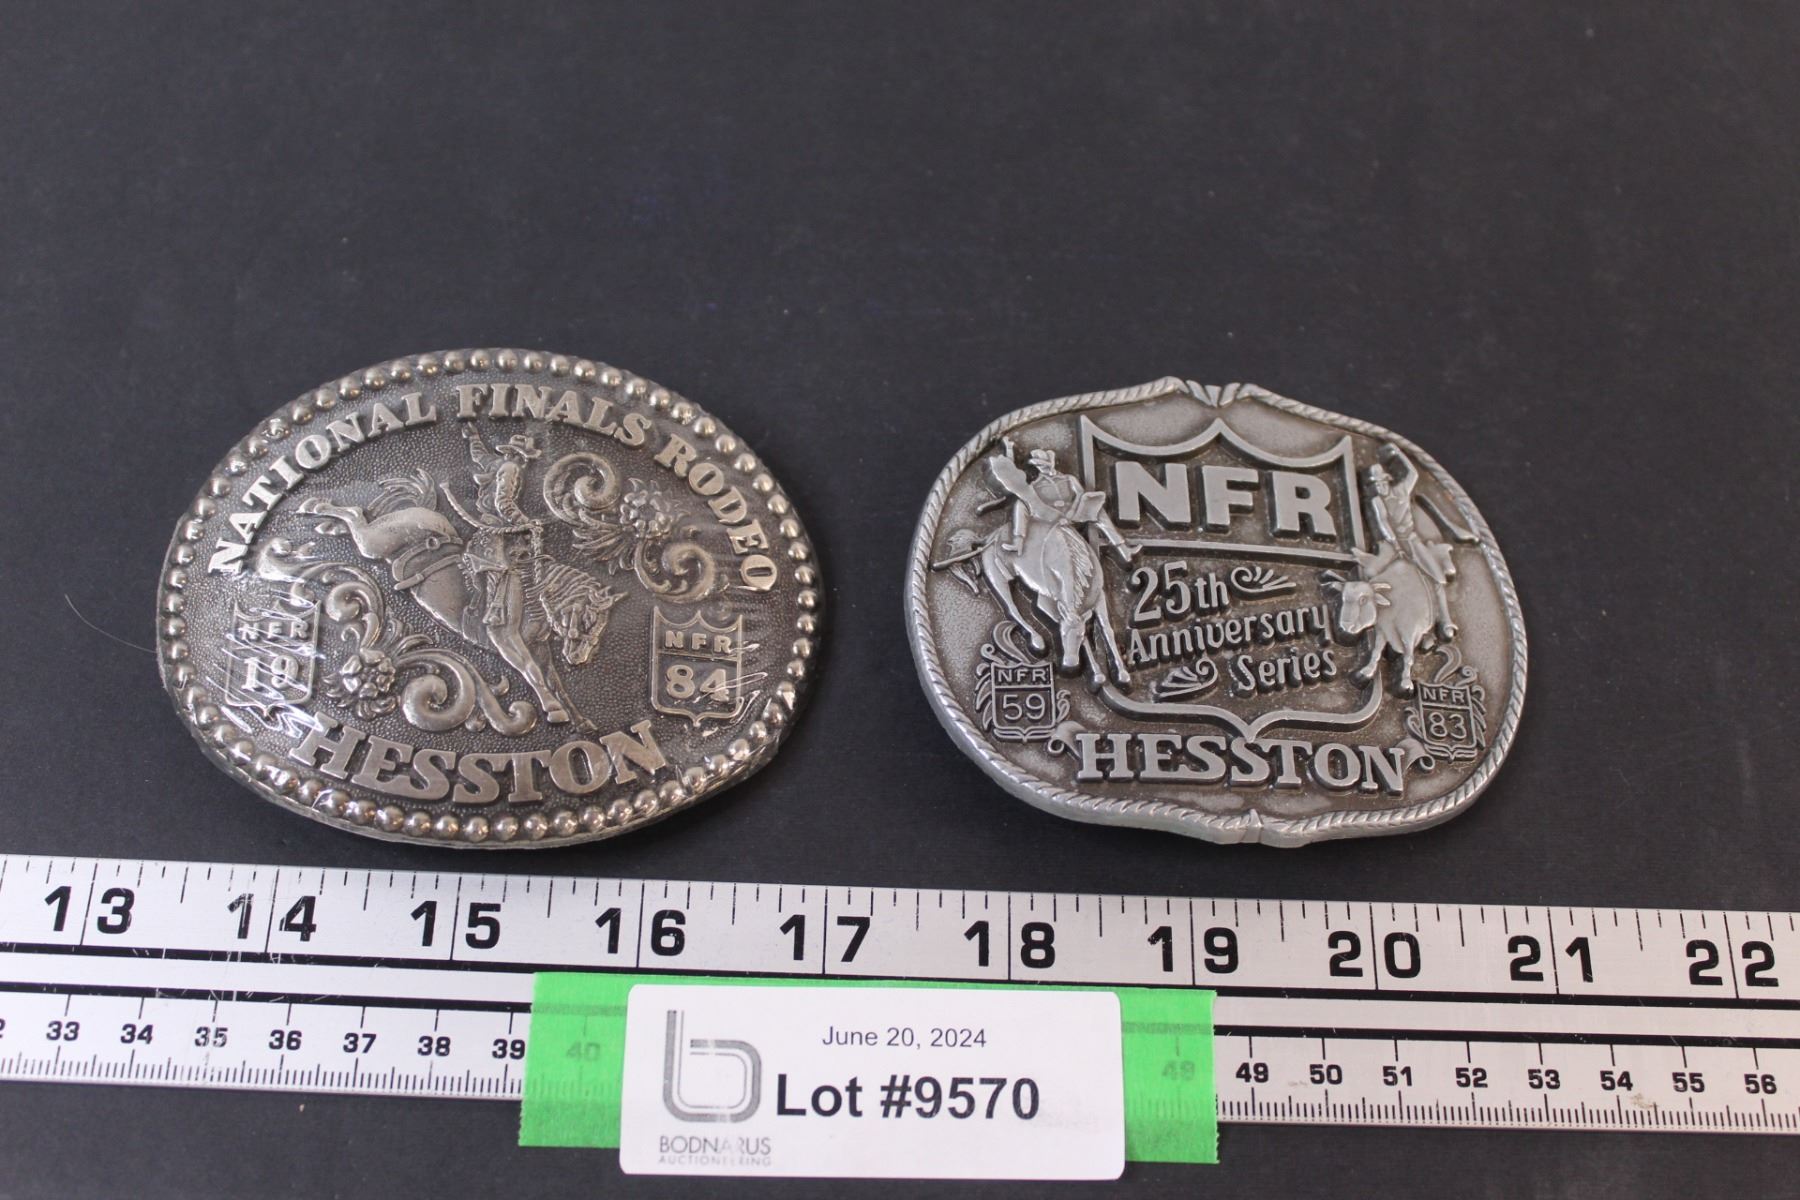 NATIONAL FINALS RODEO
NFR
19
NFR
84
HESSTON
NFR
25th
Anniversary
Series
NFR
59
NFR
83
HESSTON
13 14 15 16 17 18 19 20 21 22
33 34 35 36 37 38 39 40 48 49 50 51 52 53 54 55 56
June 20, 2024
Lot #9570
BODNARUS
AUCTIONEERING